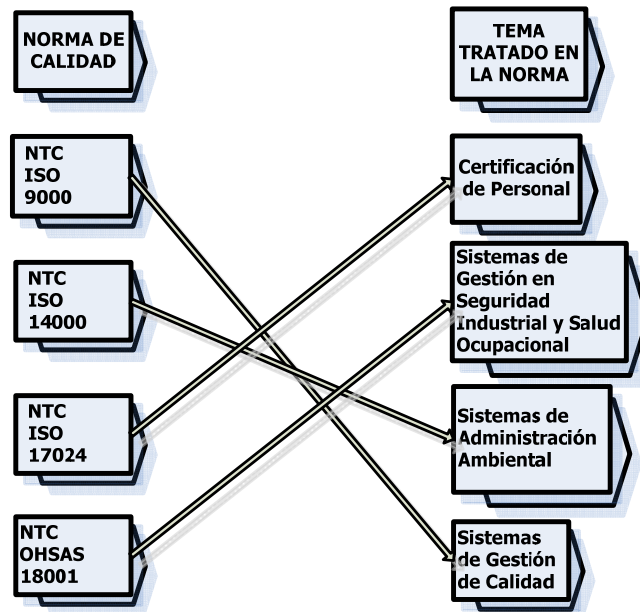 NORMA DE
CALIDAD
TEMA
TRATADO EN
LA NORMA
NTC
ISO
9000
Certificación
de Personal
NTC
ISO
14000
Sistemas de
Gestión en
Seguridad
Industrial y Salud
Ocupacional
NTC
ISO
17024
Sistemas de
Administración
Ambiental
NTC
OHSAS
18001
Sistemas
de Gestión
de Calidad